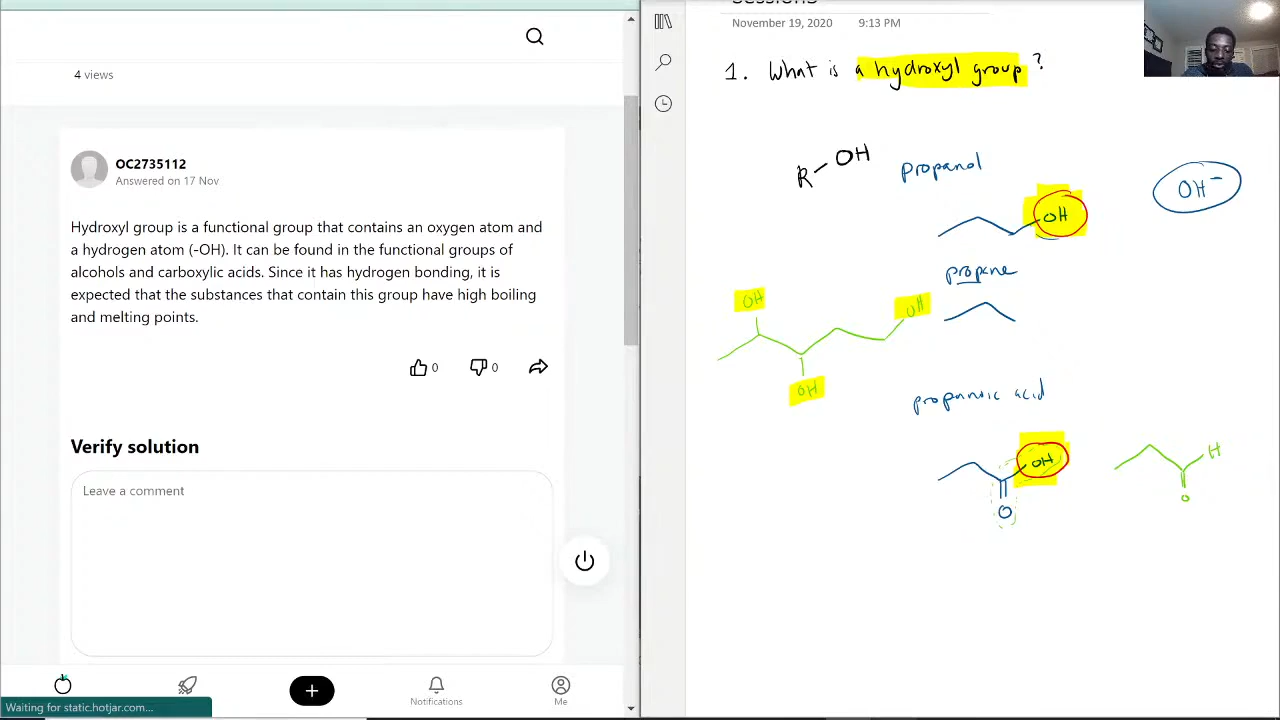 4 views
OC2735112
Answered on 17 Nov
Hydroxyl group is a functional group that contains an oxygen atom and
a hydrogen atom (-OH). It can be found in the functional groups of
alcohols and carboxylic acids. Since it has hydrogen bonding, it is
expected that the substances that contain this group have high boiling
and melting points.
0
0
Verify solution
Leave a comment
Notifications
Me
Waiting for static.hotjar.com...
November 19, 2020 9:13 PM
1. What is a hydroxyl group ?
R-OH
propanol
OH
OH⁻
propane
OH
OH
OH
propanoic acid
OH
O
H
O